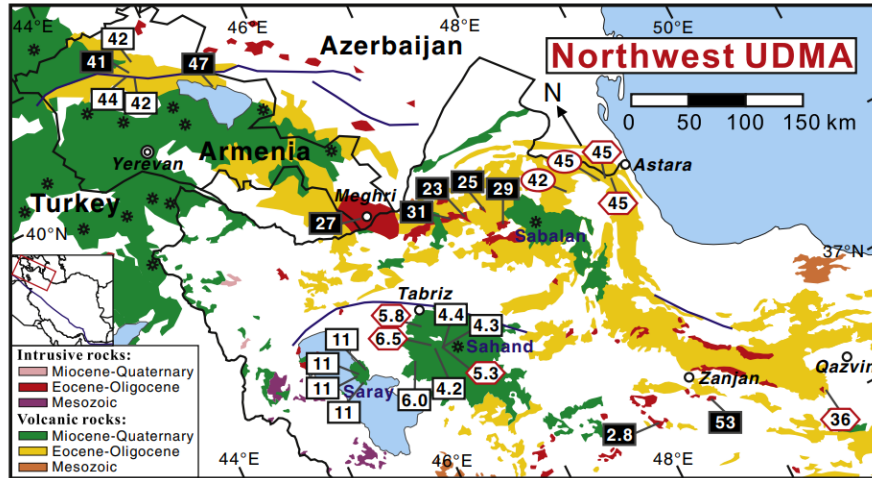 44°E
46°E
48°E
50°E
42
41
47
44
42
Azerbaijan
Northwest UDMA
N
0 50 100 150 km
45
45
42
45
Astara
Yerevan
Armenia
Meghri
Turkey
23
25
29
31
27
Sabalan
40°N
37°N
Tabriz
5.8
6.5
4.4
4.3
Sahand
5.3
4.2
6.0
11
11
11
11
Saray
Zanjan
Qazvin
36
53
2.8
Intrusive rocks:
Miocene-Quaternary
Eocene-Oligocene
Mesozoic
Volcanic rocks:
Miocene-Quaternary
Eocene-Oligocene
Mesozoic
44°E
46°E
48°E